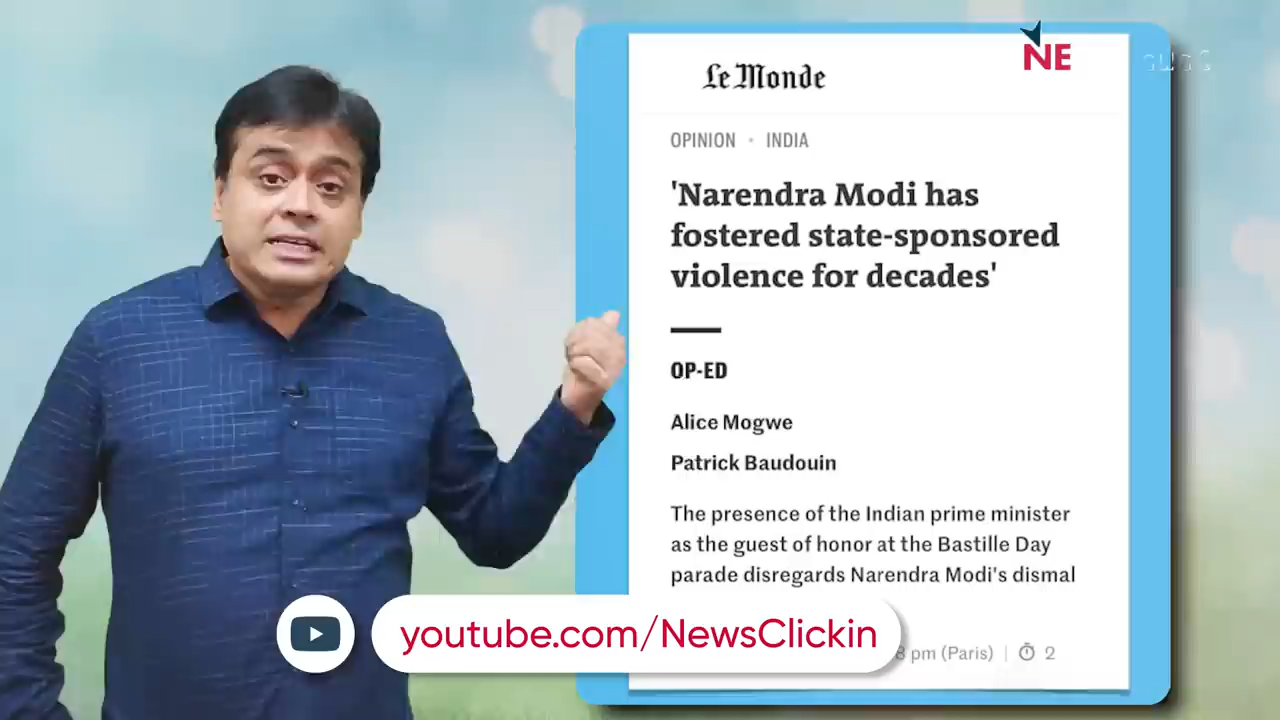 Le Monde
NE
OPINION • INDIA
'Narendra Modi has
fostered state-sponsored
violence for decades'
OP-ED
Alice Mogwe
Patrick Baudouin
The presence of the Indian prime minister
as the guest of honor at the Bastille Day
parade disregards Narendra Modi's dismal
youtube.com/NewsClickin
8 pm (Paris) | 2